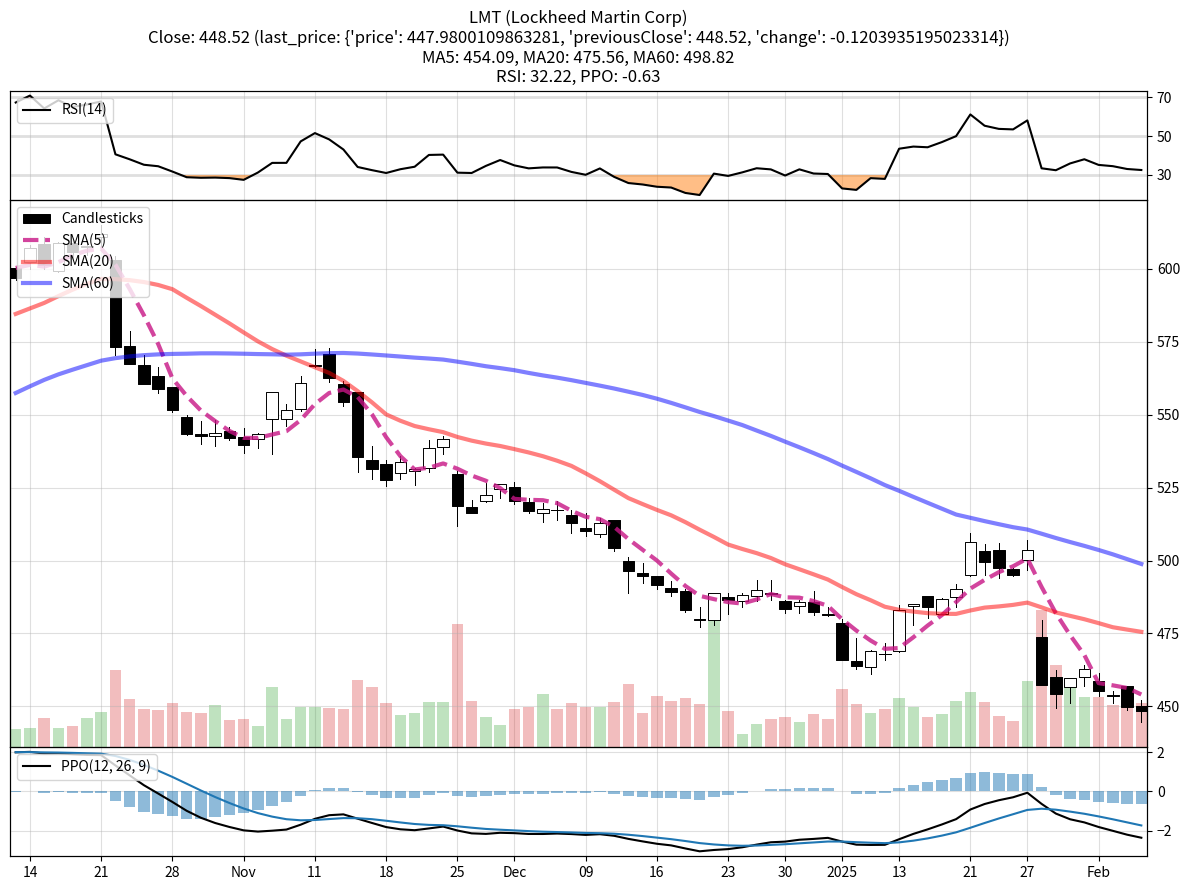 LMT (Lockheed Martin Corp)
Close: 448.52 (last_price: {'price': 447.9800109863281, 'previousClose': 448.52, 'change': -0.1203935195023314})
MA5: 454.09, MA20: 475.56, MA60: 498.82
RSI: 32.22, PPO: -0.63
RSI(14)
70
50
30
Candlesticks
SMA(5)
SMA(20)
SMA(60)
600
575
550
525
500
475
450
PPO(12, 26, 9)
2
0
−2
14 21 28 Nov 11 18 25 Dec 09 16 23 30 2025 13 21 27 Feb